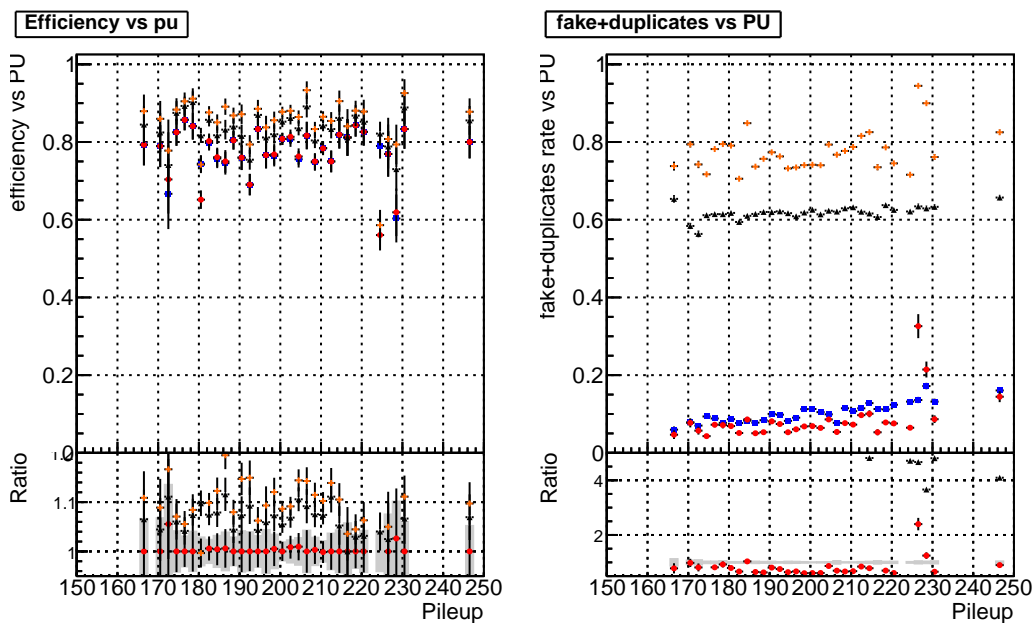 Efficiency vs pu
efficiency vs PU
1
0.8
0.6
0.4
0.2
0
Ratio
1.1
1
150 160 170 180 190 200 210 220 230 240 250
Pileup
fake+duplicates vs PU
fake+duplicates rate vs PU
1
0.8
0.6
0.4
0.2
0
Ratio
4
2
150 160 170 180 190 200 210 220 230 240 250
Pileup